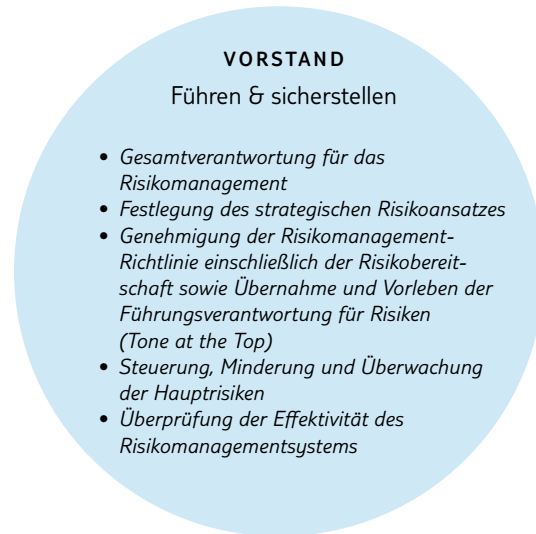 VORSTAND
Führen & sicherstellen
• Gesamtverantwortung für das
Risikomanagement
• Festlegung des strategischen Risikoansatzes
• Genehmigung der Risikomanagement-
Richtlinie einschließlich der Risikobereit-
schaft sowie Übernahme und Vorleben der
Führungsverantwortung für Risiken
(Tone at the Top)
• Steuerung, Minderung und Überwachung
der Hauptrisiken
• Überprüfung der Effektivität des
Risikomanagementsystems